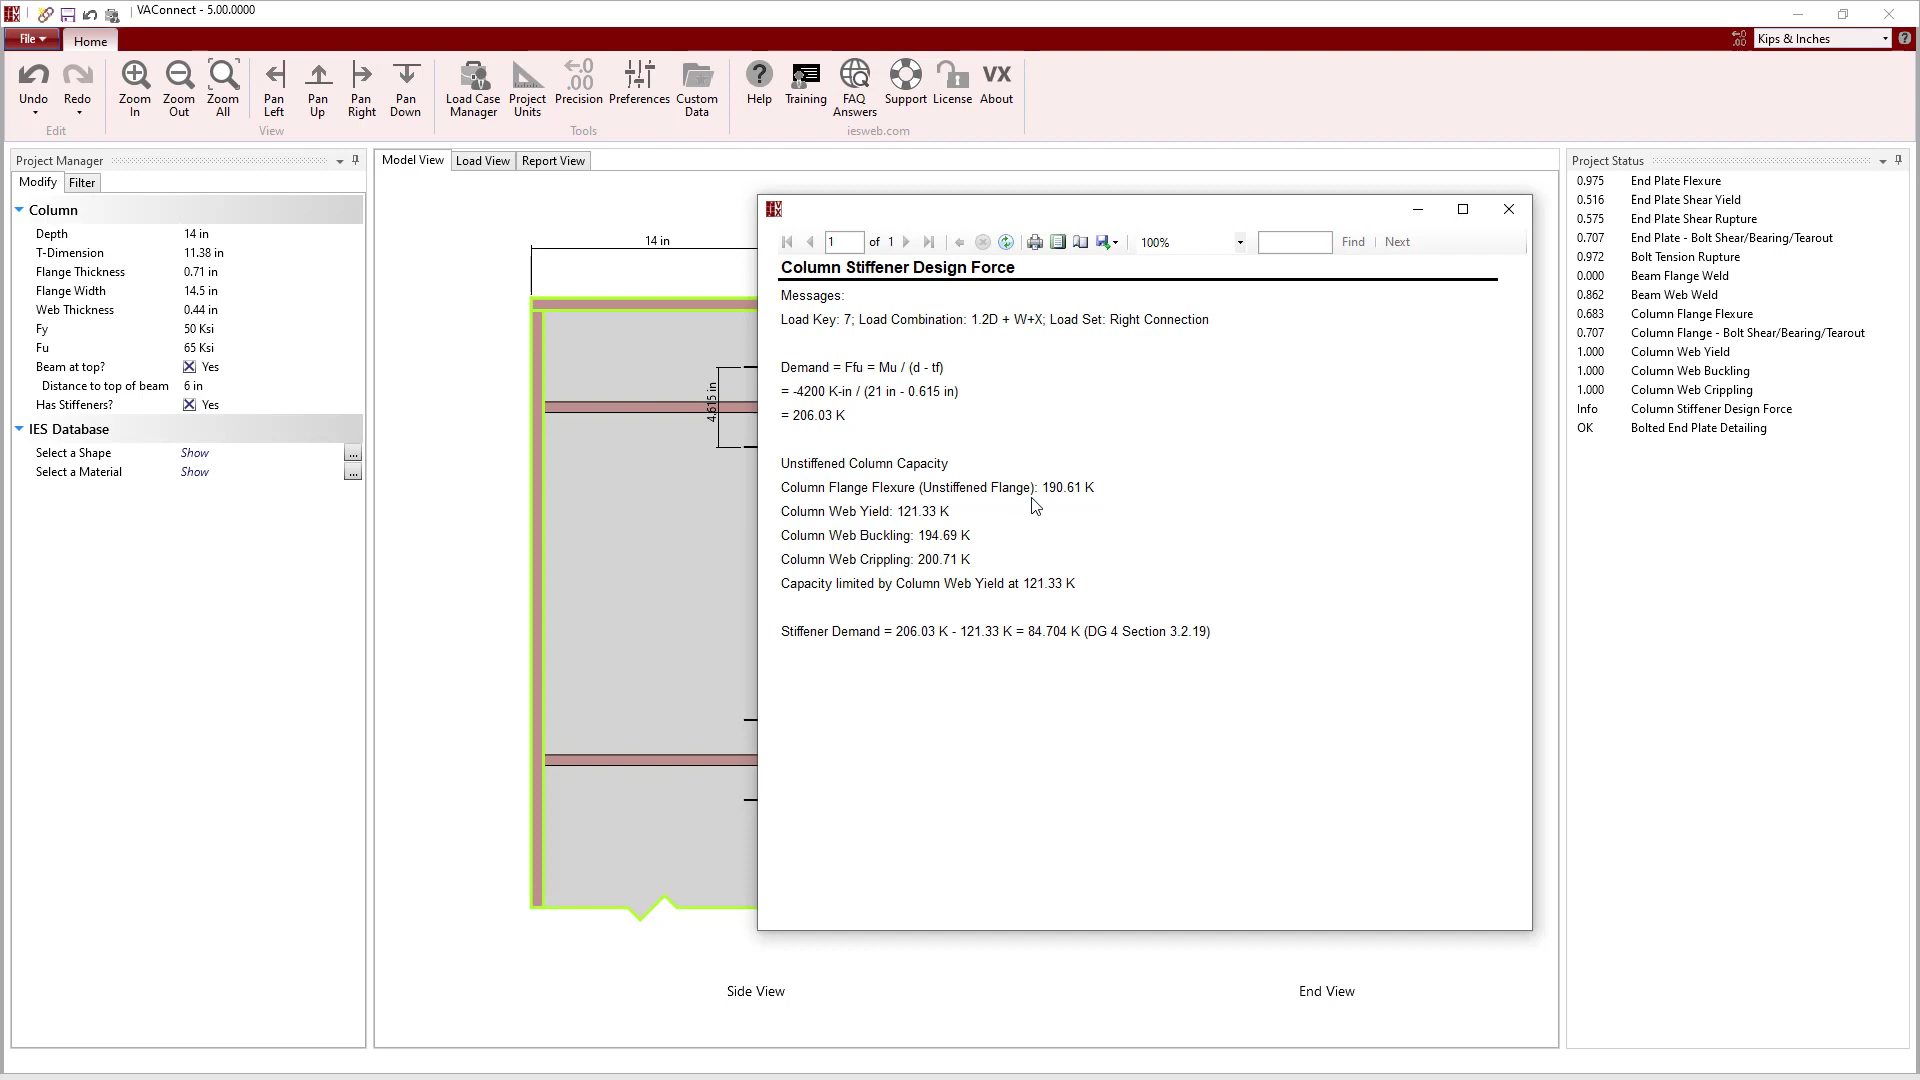 VAConnect - 5.00.0000
File
Home
Kips & Inches
Undo
Redo
Zoom In
Zoom Out
Zoom All
Pan Left
Pan Up
Pan Right
Pan Down
Load Case Manager
Project Units
Precision
Preferences
Custom Data
Help
Training
FAQ Answers
Support
License
VX
About
Edit
View
Tools
iesweb.com
Project Manager
Modify
Filter
Column
Depth 14 in
T-Dimension 11.38 in
Flange Thickness 0.71 in
Flange Width 14.5 in
Web Thickness 0.44 in
Fy 50 Ksi
Fu 65 Ksi
Beam at top? Yes
Distance to top of beam 6 in
Has Stiffeners? Yes
IES Database
Select a Shape Show ...
Select a Material Show ...
Model View
Load View
Report View
14 in
4.615 in
Side View
End View
1 of 1
100%
Find
Next
Column Stiffener Design Force
Messages:
Load Key: 7; Load Combination: 1.2D + W+X; Load Set: Right Connection
Demand = Ffu = Mu / (d - tf)
= -4200 K-in / (21 in - 0.615 in)
= 206.03 K
Unstiffened Column Capacity
Column Flange Flexure (Unstiffened Flange): 190.61 K
Column Web Yield: 121.33 K
Column Web Buckling: 194.69 K
Column Web Crippling: 200.71 K
Capacity limited by Column Web Yield at 121.33 K
Stiffener Demand = 206.03 K - 121.33 K = 84.704 K (DG 4 Section 3.2.19)
Project Status
0.975 End Plate Flexure
0.516 End Plate Shear Yield
0.575 End Plate Shear Rupture
0.707 End Plate - Bolt Shear/Bearing/Tearout
0.972 Bolt Tension Rupture
0.000 Beam Flange Weld
0.862 Beam Web Weld
0.683 Column Flange Flexure
0.707 Column Flange - Bolt Shear/Bearing/Tearout
1.000 Column Web Yield
1.000 Column Web Buckling
1.000 Column Web Crippling
Info Column Stiffener Design Force
OK Bolted End Plate Detailing